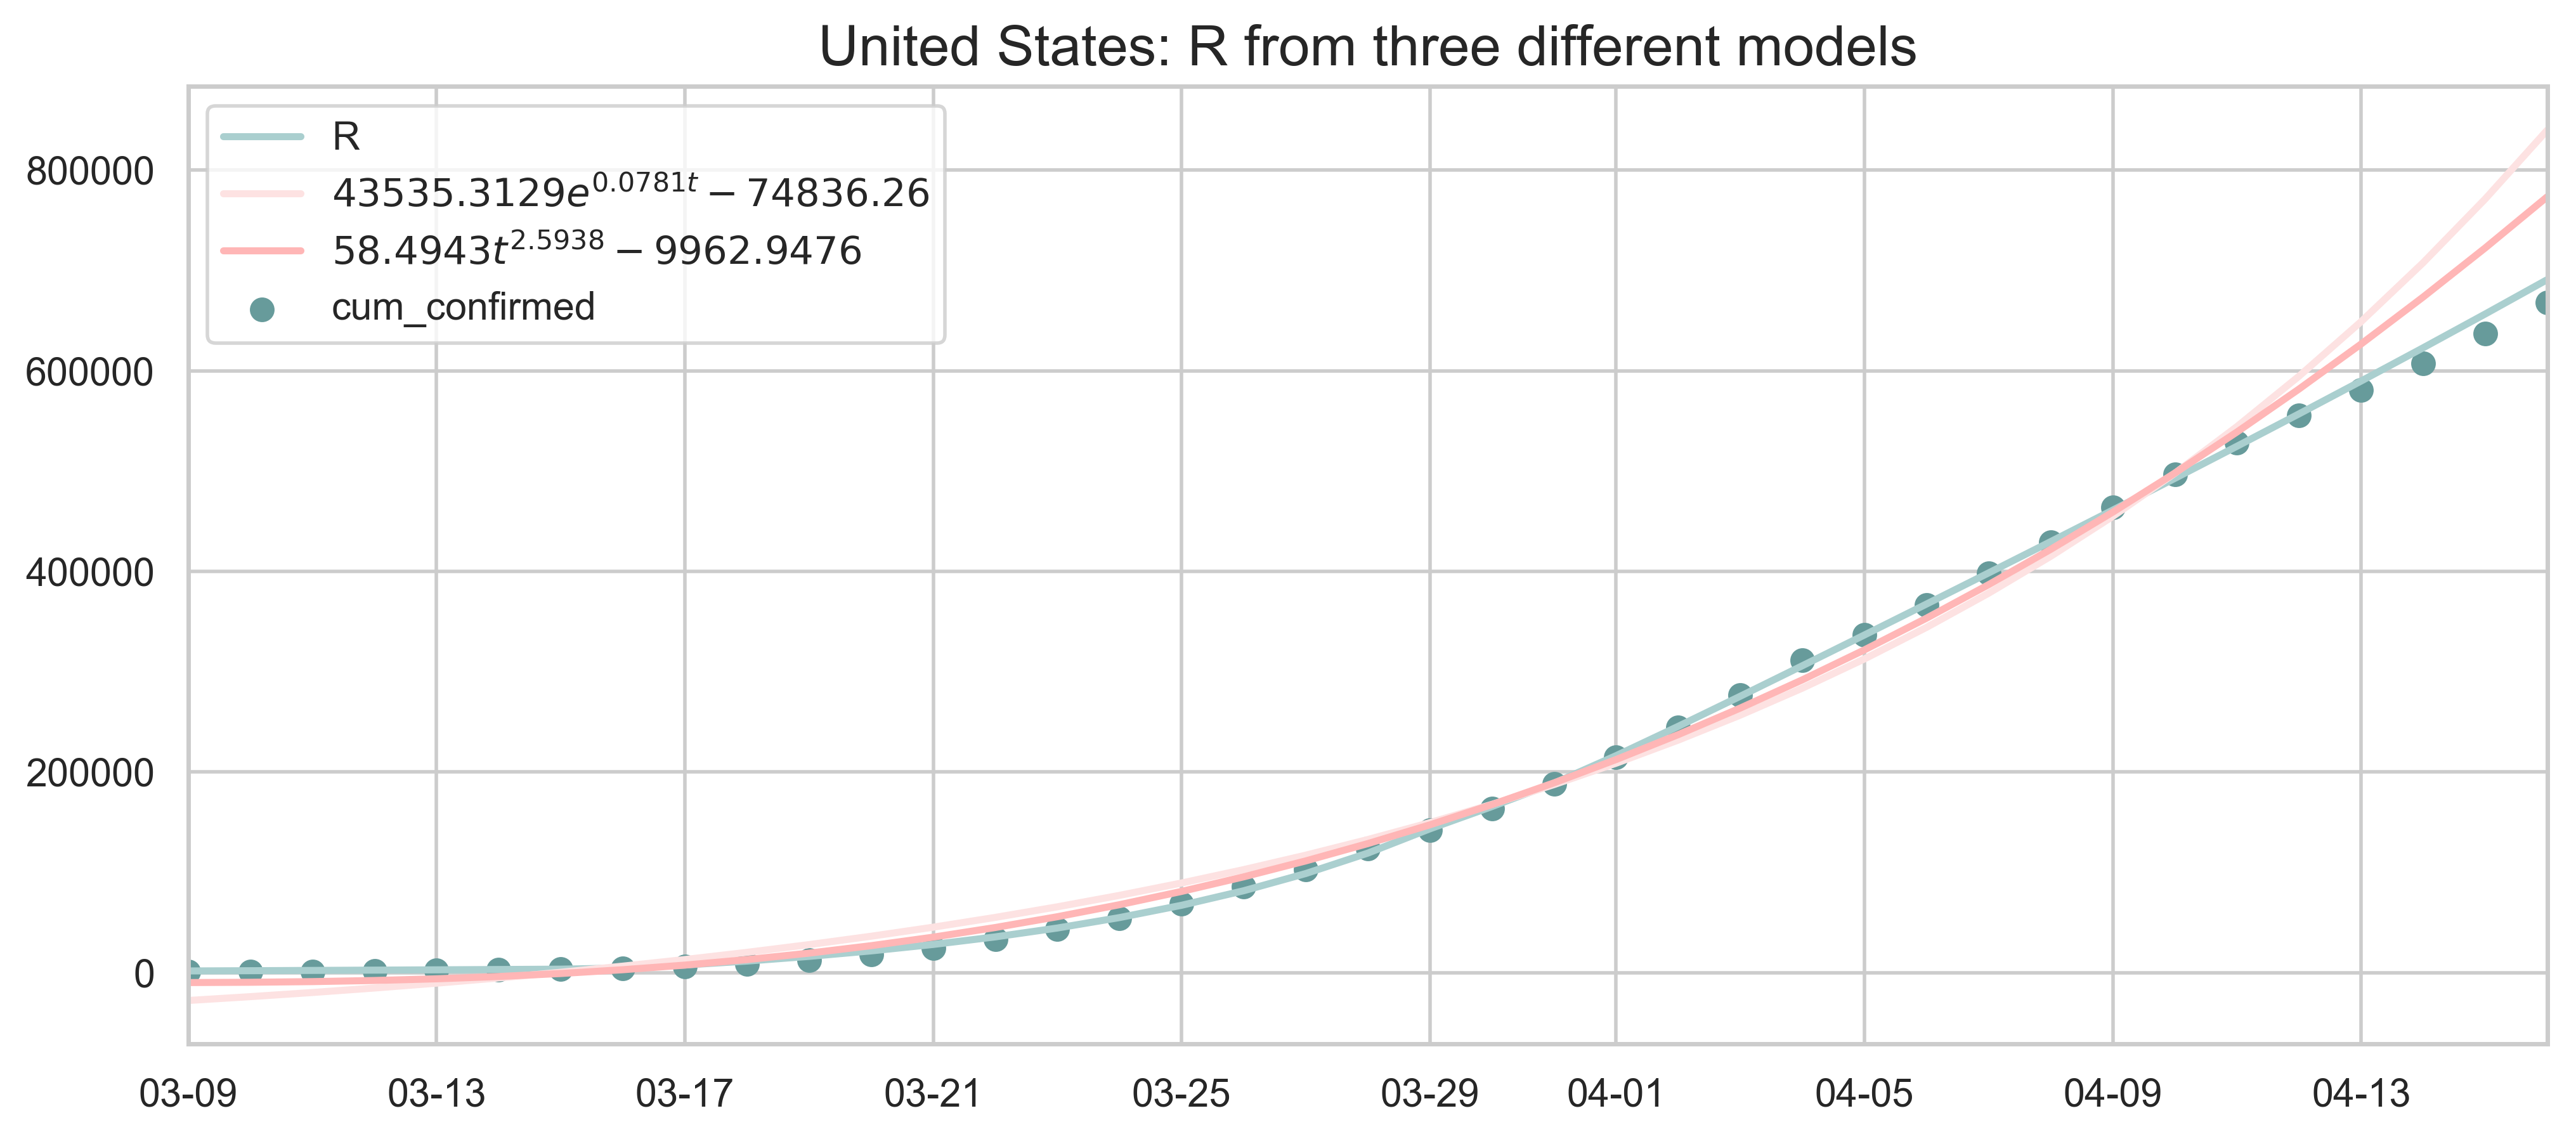 United States: R from three different models
R
43535.3129e^{0.0781t} − 74836.26
58.4943t^{2.5938} − 9962.9476
cum_confirmed
800000
600000
400000
200000
0
03-09 03-13 03-17 03-21 03-25 03-29 04-01 04-05 04-09 04-13